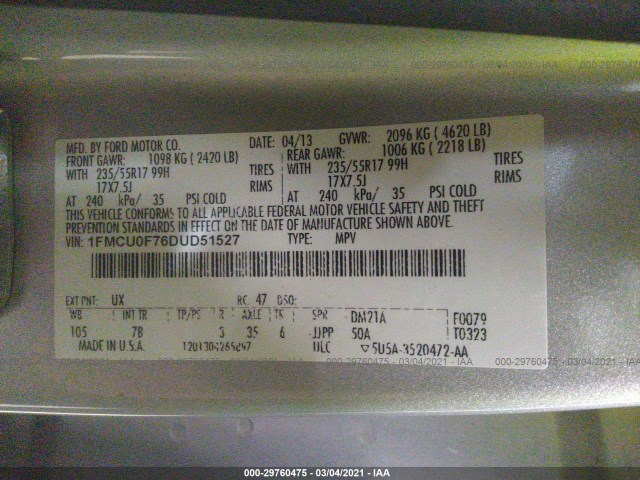 000-29760475 - 03/04/2021 - IAA
MFD. BY FORD MOTOR CO. DATE: 04/13 GVWR: 2096 KG ( 4620 LB)
FRONT GAWR: 1098 KG ( 2420 LB) REAR GAWR: 1006 KG ( 2218 LB)
WITH 235/55R17 99H TIRES WITH 235/55R17 99H TIRES
17X7.5J RIMS 17X7.5J RIMS
AT 240 kPa/ 35 PSI COLD AT 240 kPa/ 35 PSI COLD
THIS VEHICLE CONFORMS TO ALL APPLICABLE FEDERAL MOTOR VEHICLE SAFETY AND THEFT
PREVENTION STANDARDS IN EFFECT ON THE DATE OF MANUFACTURE SHOWN ABOVE.
VIN: 1FMCU0F76DUD51527 TYPE: MPV
EXT PNT: UX RC: 47 DSO:
WB INT TR TP/PS R AXLE TR SPR DM21A F0079
105 7B 3 35 6 JJPP 50A T0323
MADE IN U.S.A. ULC 5U5A-3520472-AA
000-29760475 - 03/04/2021 - IAA
000-29760475 - 03/04/2021 - IAA